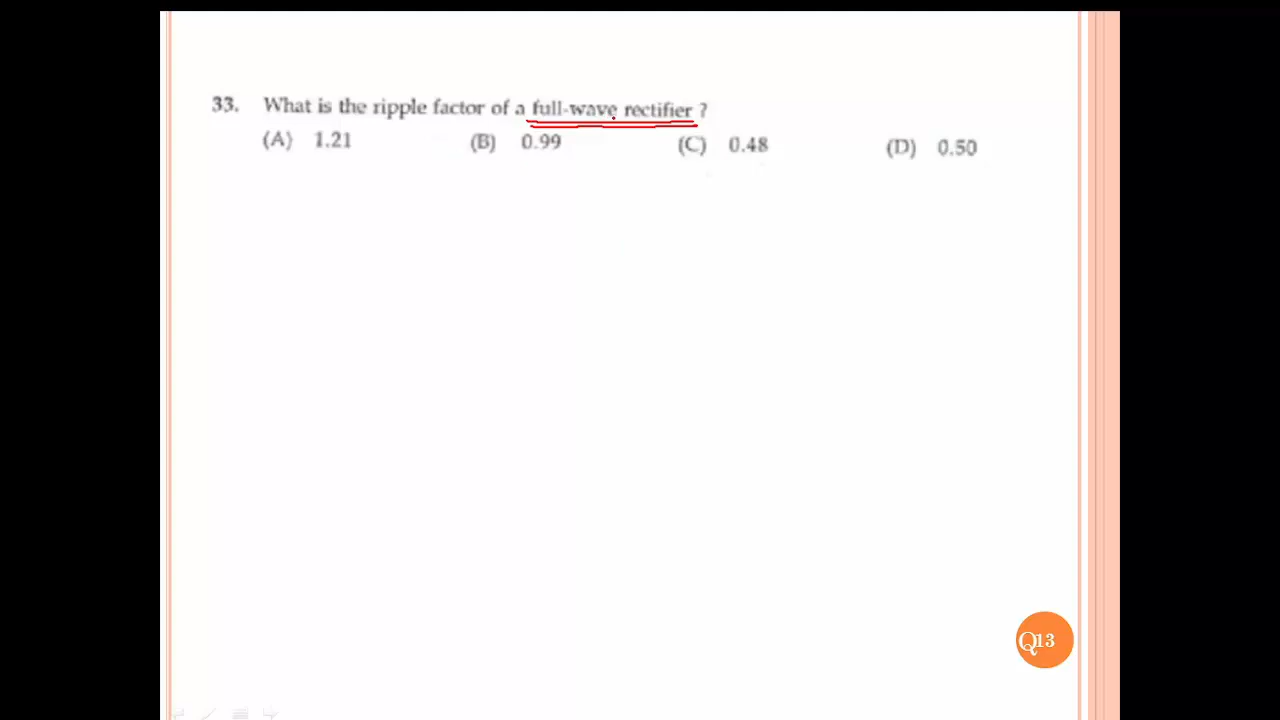 33. What is the ripple factor of a full-wave rectifier ?
(A) 1.21 (B) 0.99 (C) 0.48 (D) 0.50
Q13